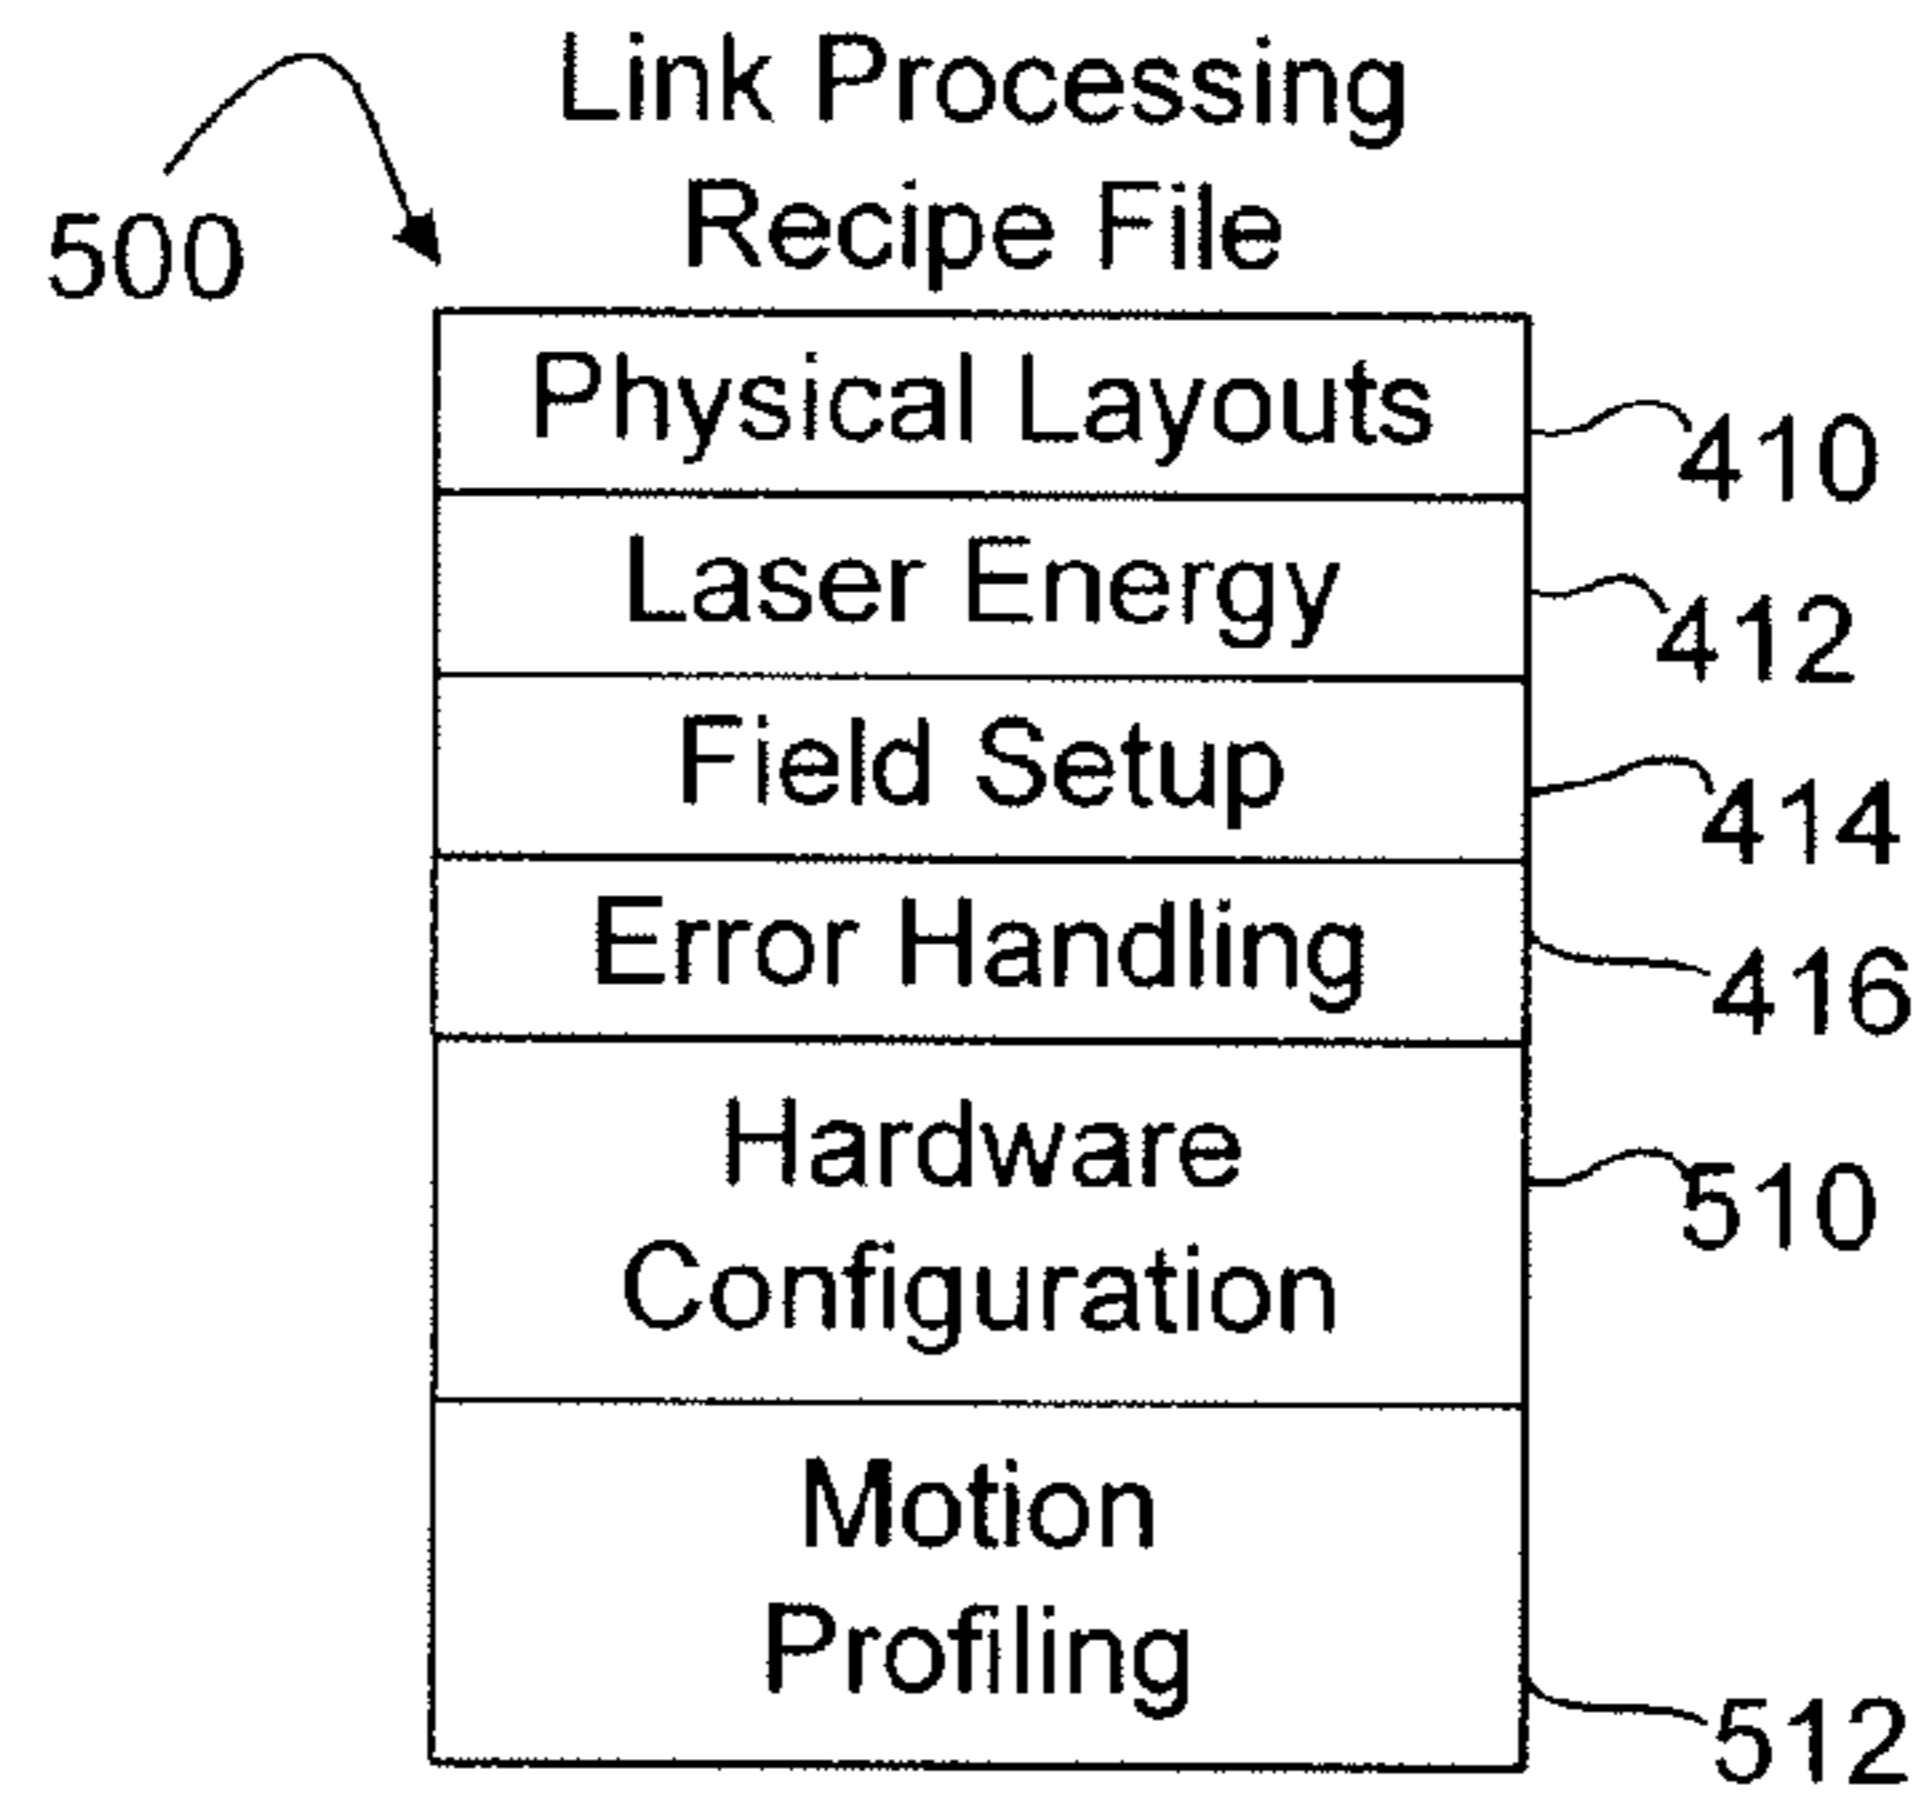 Link Processing
Recipe File
500
Physical Layouts
410
Laser Energy
412
Field Setup
414
Error Handling
416
Hardware
Configuration
510
Motion
Profiling
512